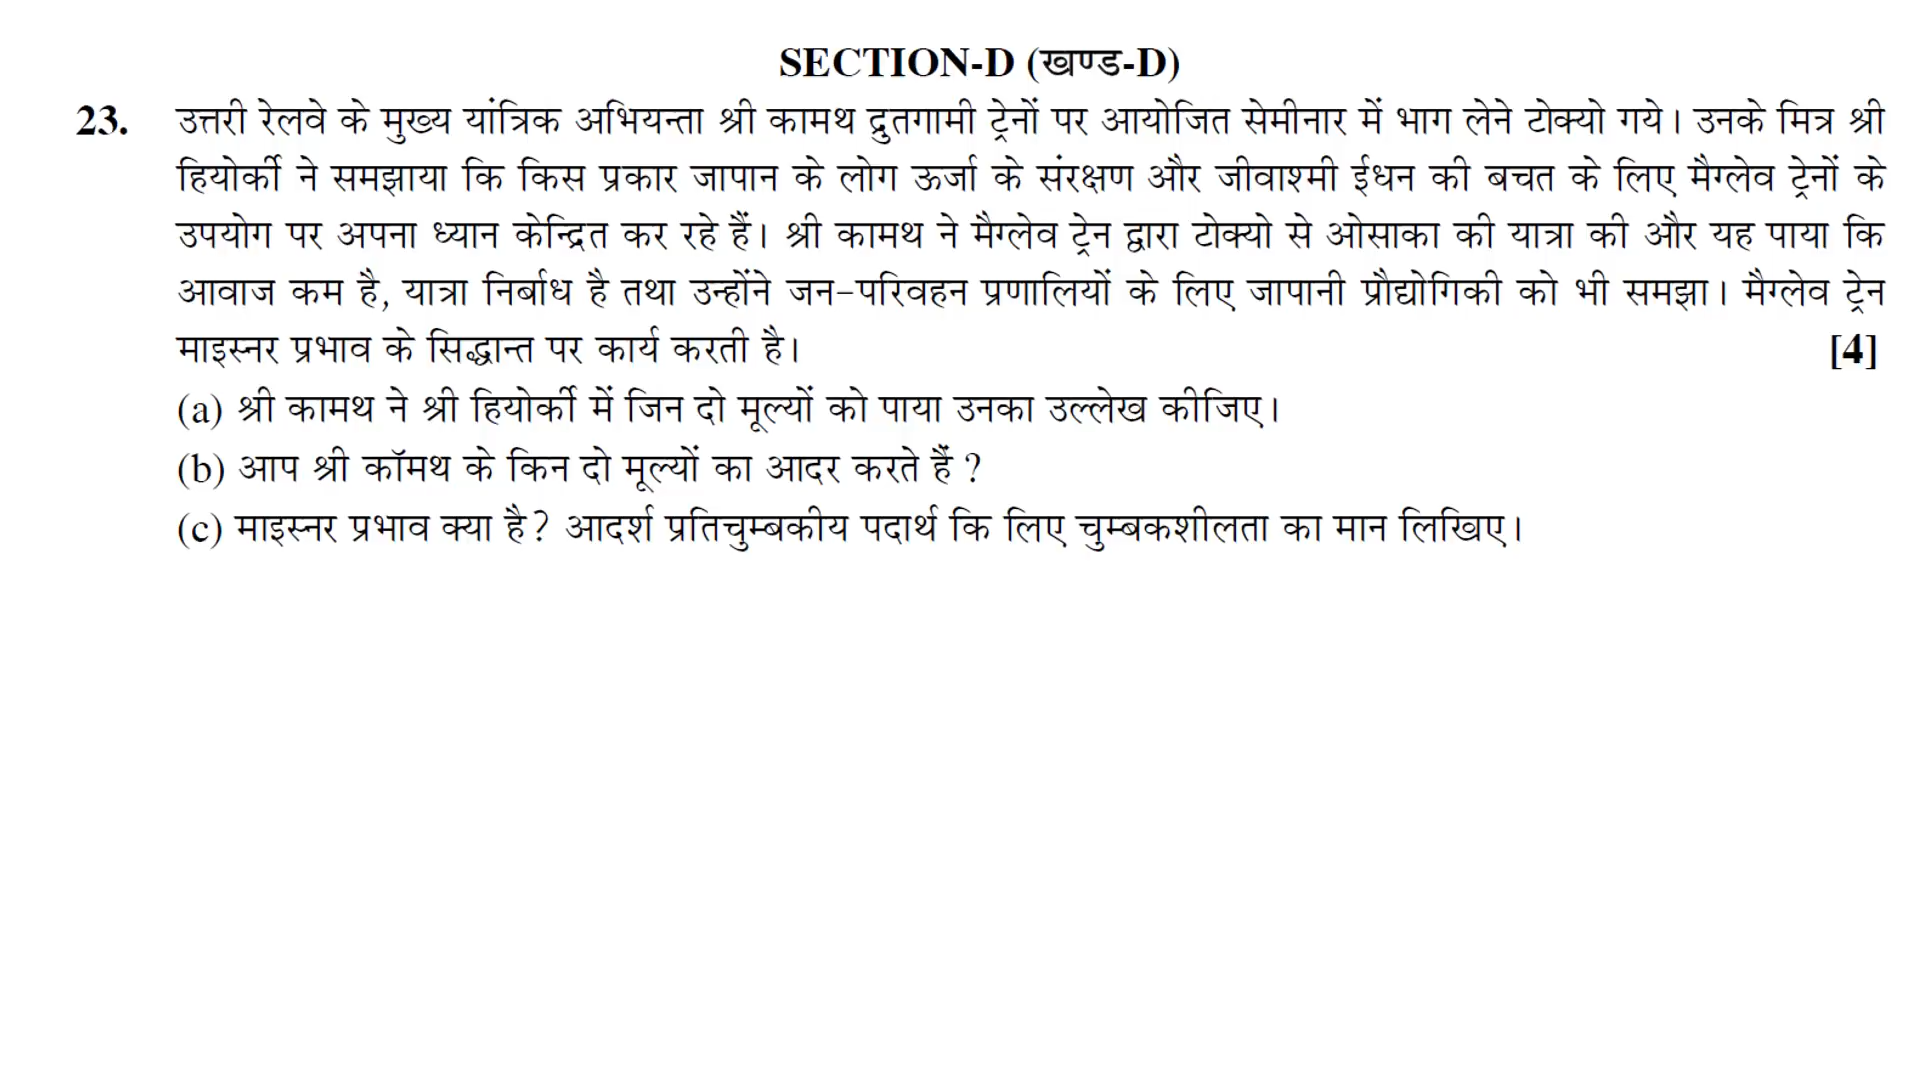 SECTION-D (खण्ड-D)
23. उत्तरी रेलवे के मुख्य यांत्रिक अभियन्ता श्री कामथ द्रुतगामी ट्रेनों पर आयोजित सेमीनार में भाग लेने टोक्यो गये। उनके मित्र श्री
हियोर्की ने समझाया कि किस प्रकार जापान के लोग ऊर्जा के संरक्षण और जीवाश्मी ईधन की बचत के लिए मैग्लेव ट्रेनों के
उपयोग पर अपना ध्यान केन्द्रित कर रहे हैं। श्री कामथ ने मैग्लेव ट्रेन द्वारा टोक्यो से ओसाका की यात्रा की और यह पाया कि
आवाज कम है, यात्रा निर्बाध है तथा उन्होंने जन-परिवहन प्रणालियों के लिए जापानी प्रौद्योगिकी को भी समझा। मैग्लेव ट्रेन
माइस्नर प्रभाव के सिद्धान्त पर कार्य करती है। [4]
(a) श्री कामथ ने श्री हियोर्की में जिन दो मूल्यों को पाया उनका उल्लेख कीजिए।
(b) आप श्री कॉमथ के किन दो मूल्यों का आदर करते हैं ?
(c) माइस्नर प्रभाव क्या है? आदर्श प्रतिचुम्बकीय पदार्थ कि लिए चुम्बकशीलता का मान लिखिए।